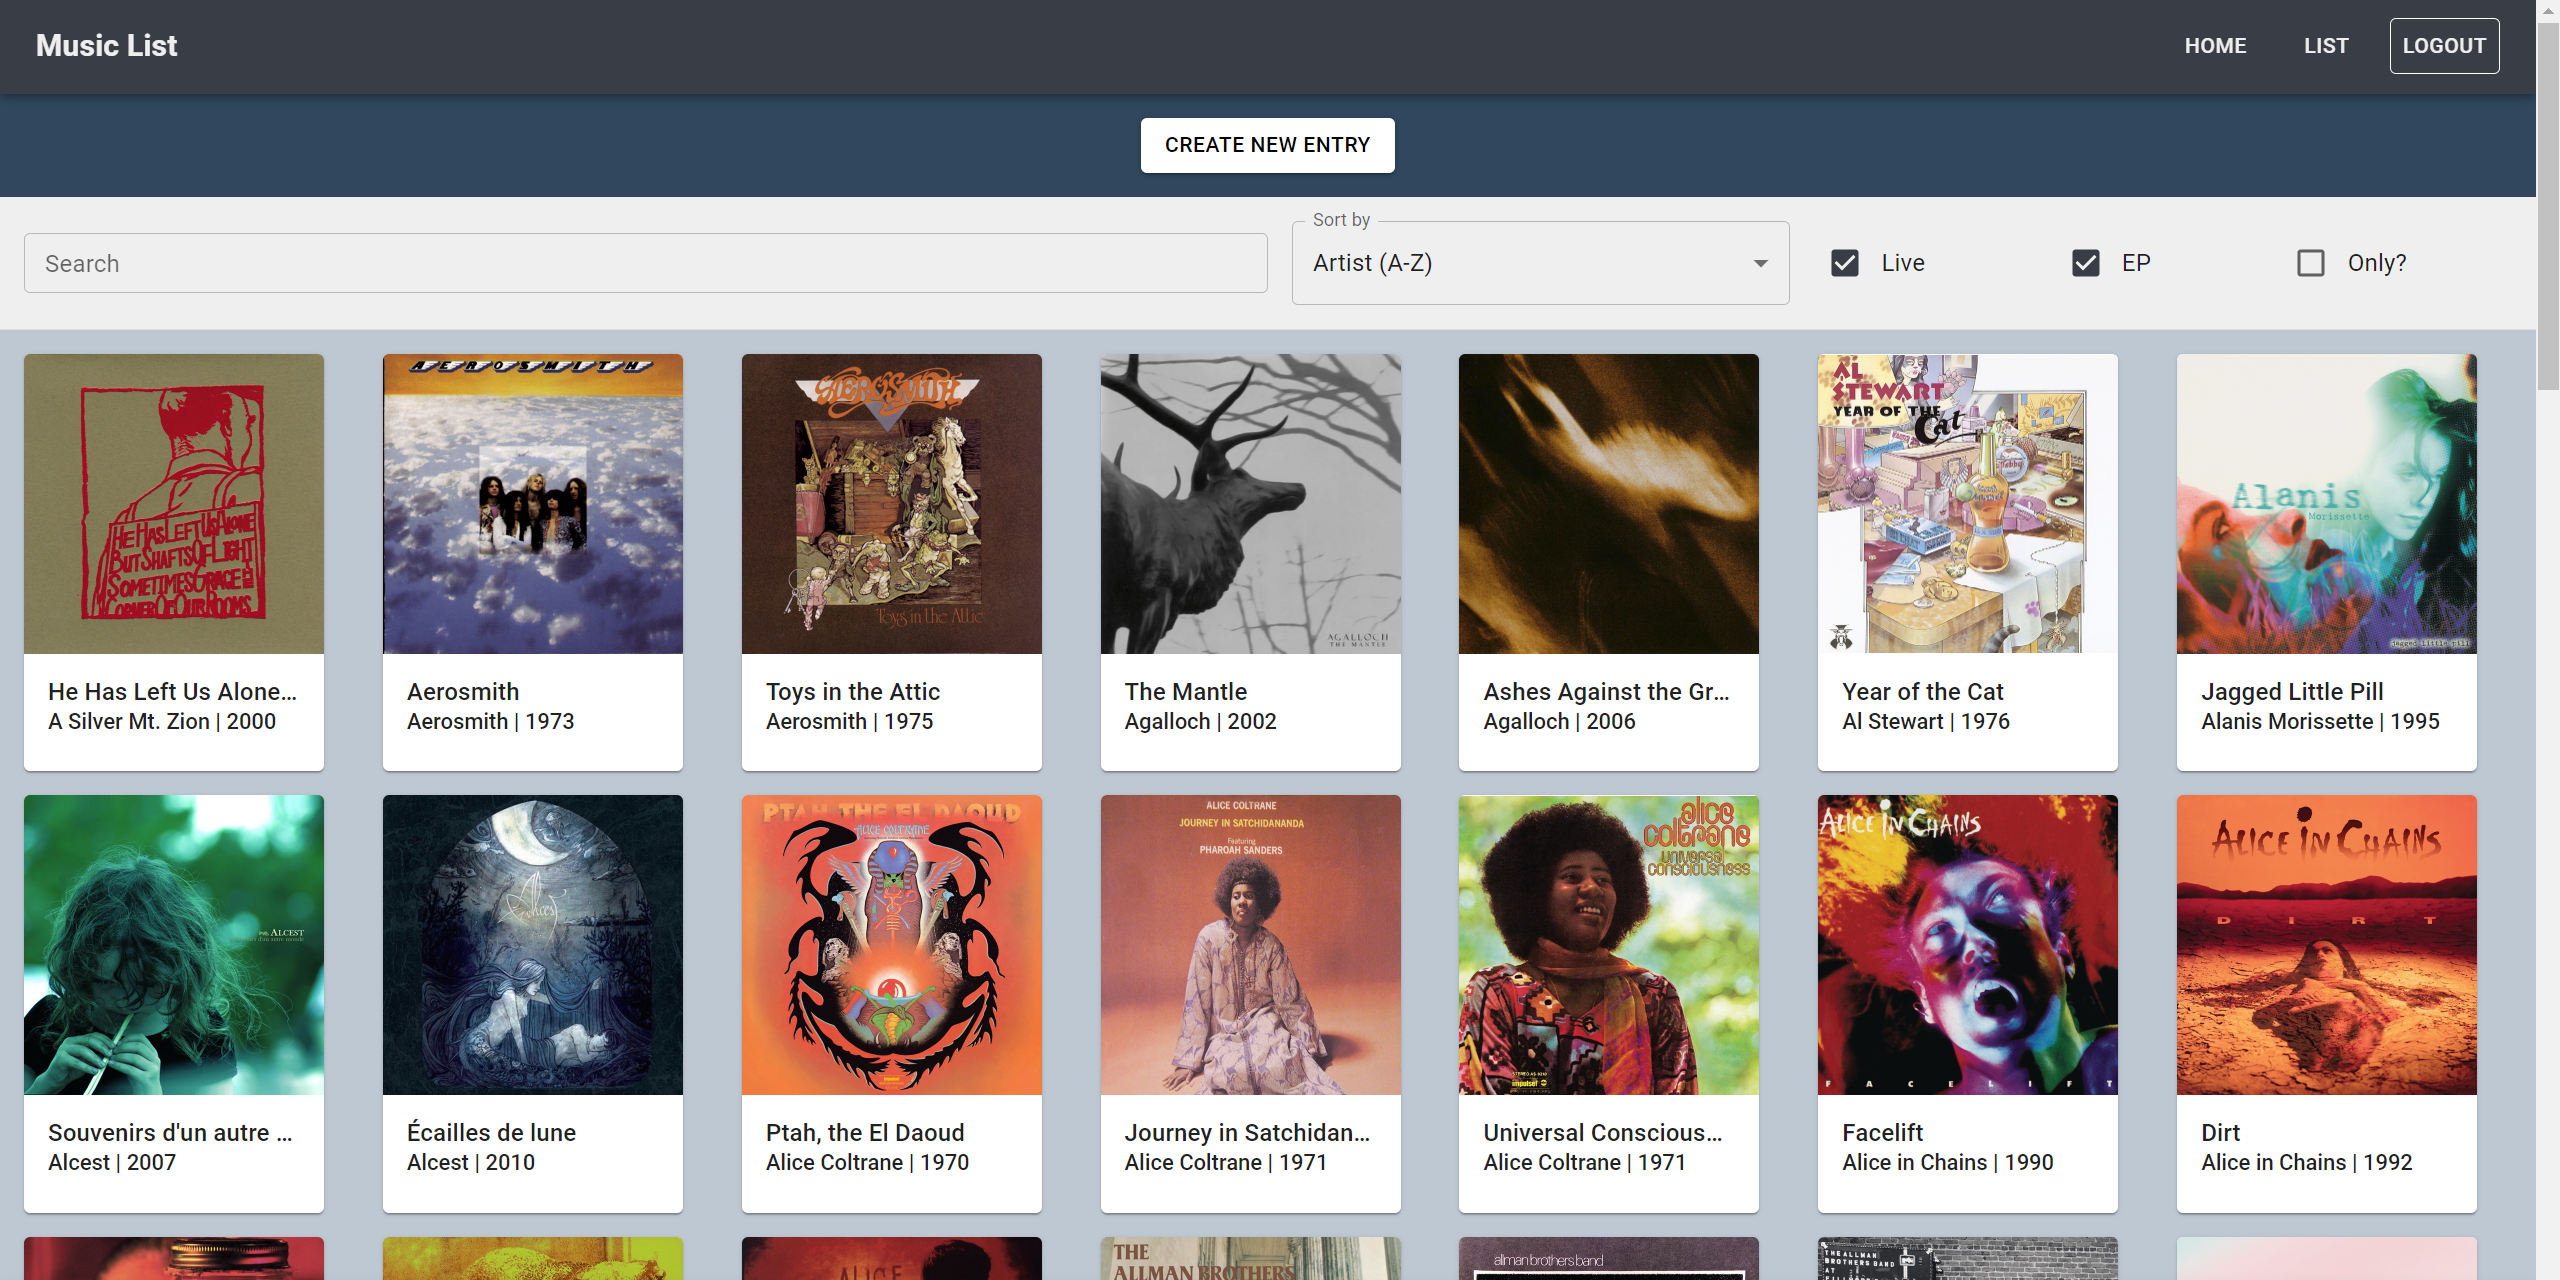 Music List
HOME
LIST
LOGOUT
CREATE NEW ENTRY
Search
Sort by
Artist (A-Z)
Live
EP
Only?
HE HAS LEFT US ALONE
BUT SHAFTS OF LIGHT
SOMETIMES GRACE THE
CORNER OF OUR ROOMS
AEROSMITH
AEROSMITH
Toys in the Attic
AGALLOCH
THE MANTLE
AL
STEWART
YEAR OF THE
Cat
Alanis
Morissette
jagged little pill
He Has Left Us Alone...
A Silver Mt. Zion | 2000
Aerosmith
Aerosmith | 1973
Toys in the Attic
Aerosmith | 1975
The Mantle
Agalloch | 2002
Ashes Against the Gr...
Agalloch | 2006
Year of the Cat
Al Stewart | 1976
Jagged Little Pill
Alanis Morissette | 1995
ALCEST
Alcest
PTAH THE EL DAOUD
ALICE COLTRANE
ALICE COLTRANE
JOURNEY IN SATCHIDANANDA
Featuring
PHAROAH SANDERS
alice
coltrane
universal
consciousness
impulse!
ALICE IN CHAINS
FACELIFT
ALICE IN CHAINS
DIRT
Souvenirs d'un autre ...
Alcest | 2007
Écailles de lune
Alcest | 2010
Ptah, the El Daoud
Alice Coltrane | 1970
Journey in Satchidan...
Alice Coltrane | 1971
Universal Conscious...
Alice Coltrane | 1971
Facelift
Alice in Chains | 1990
Dirt
Alice in Chains | 1992
ALICE
THE
ALLMAN BROTHERS
allman brothers band
THE ALLMAN
BROTHERS BAND
AT